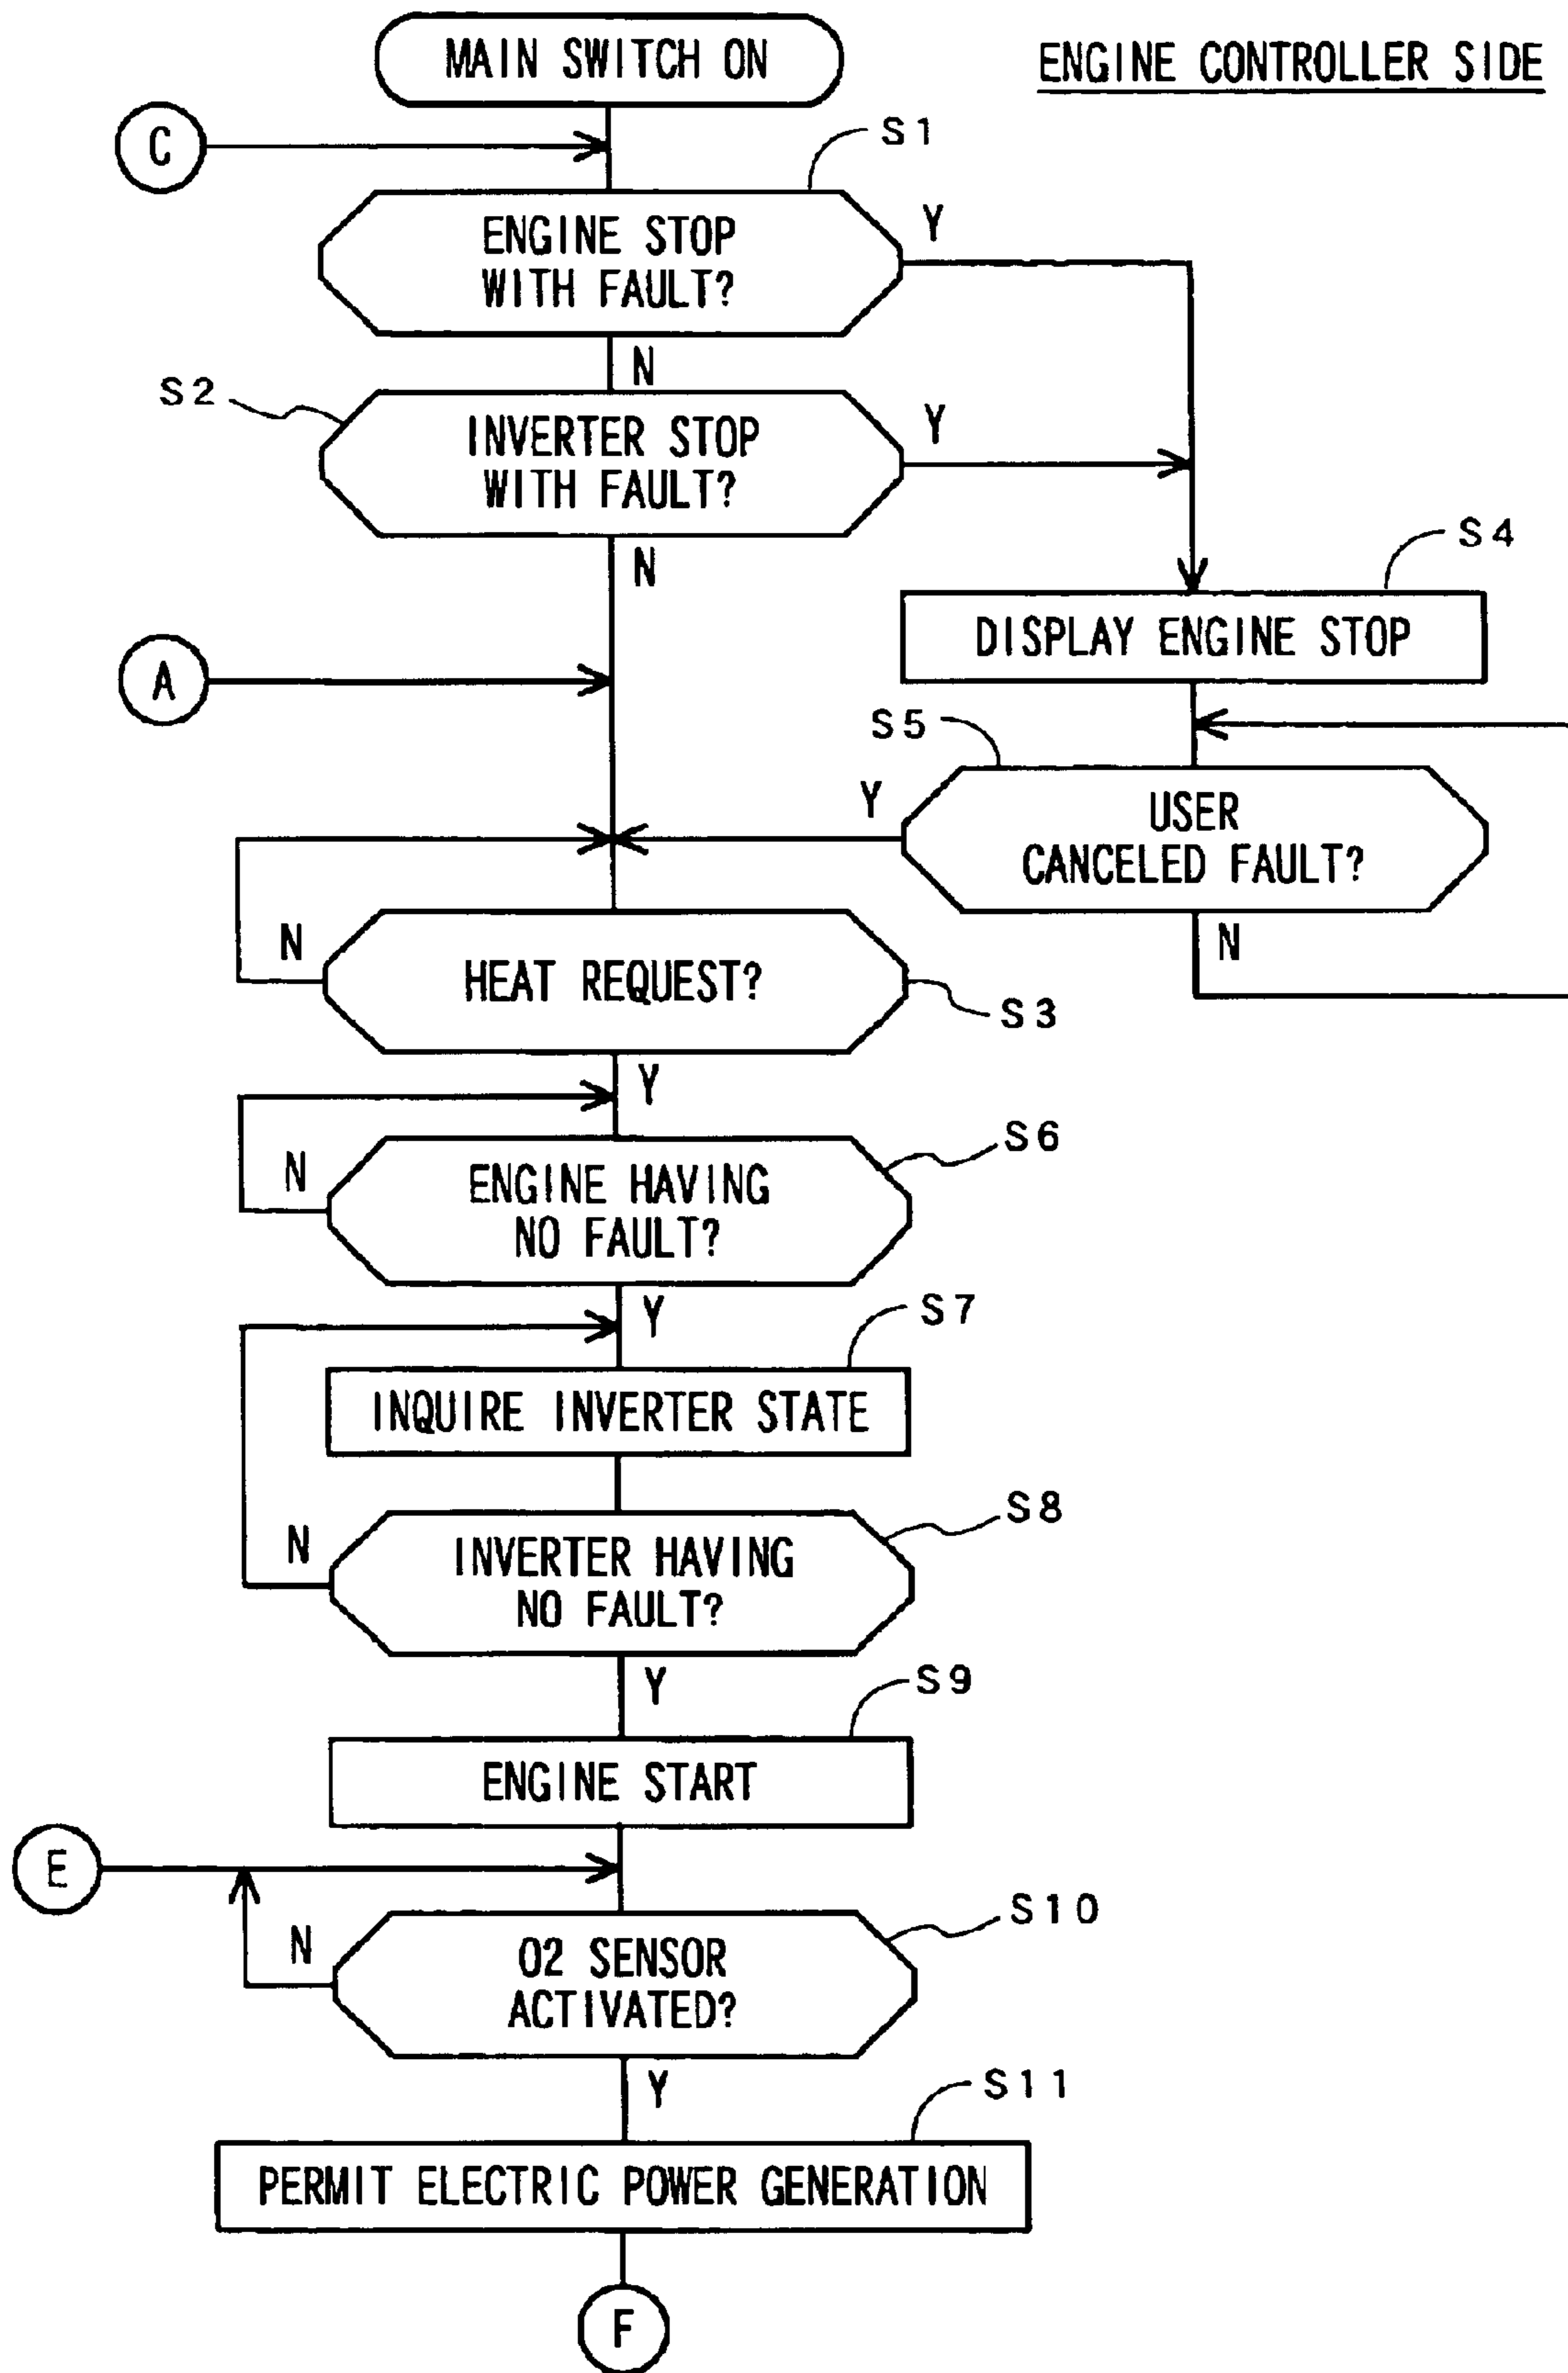 MAIN SWITCH ON
ENGINE CONTROLLER SIDE
C
S1
ENGINE STOP
WITH FAULT?
Y
N
S2
INVERTER STOP
WITH FAULT?
Y
N
S4
DISPLAY ENGINE STOP
A
S5
USER
CANCELED FAULT?
Y
N
HEAT REQUEST?
N
S3
Y
S6
ENGINE HAVING
NO FAULT?
N
Y
S7
INQUIRE INVERTER STATE
S8
INVERTER HAVING
NO FAULT?
N
Y
S9
ENGINE START
E
S10
O2 SENSOR
ACTIVATED?
N
Y
S11
PERMIT ELECTRIC POWER GENERATION
F